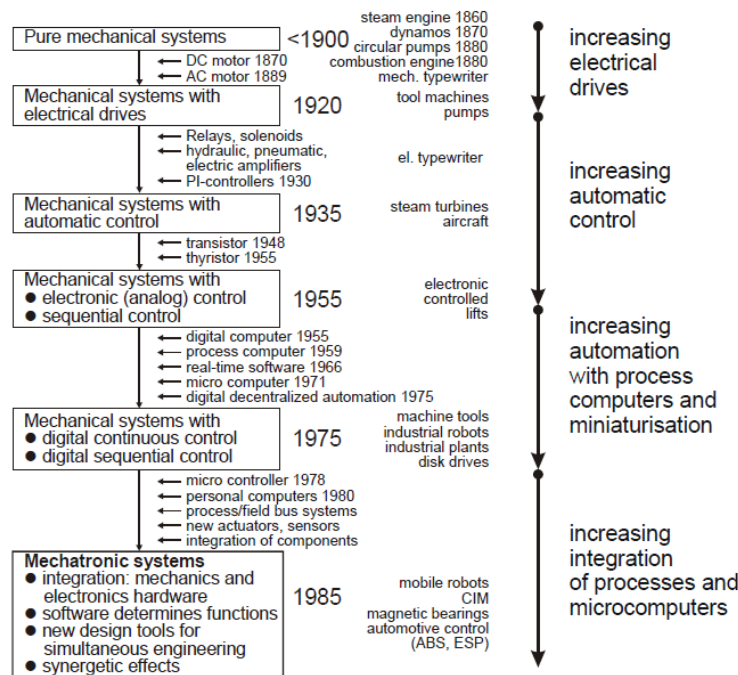 steam engine 1860
dynamos 1870
Pure mechanical systems
<1900
circular pumps 1880
DC motor 1870
combustion engine1880
AC motor 1889
mech. typewriter
increasing
electrical
drives
Mechanical systems with
electrical drives
1920
tool machines
pumps
Relays, solenoids
hydraulic, pneumatic,
electric amplifiers
PI-controllers 1930
el. typewriter
increasing
automatic
control
Mechanical systems with
automatic control
1935
steam turbines
aircraft
transistor 1948
thyristor 1955
Mechanical systems with
● electronic (analog) control
● sequential control
1955
electronic
controlled
lifts
digital computer 1955
process computer 1959
real-time software 1966
micro computer 1971
digital decentralized automation 1975
increasing
automation
with process
computers and
miniaturisation
Mechanical systems with
● digital continuous control
● digital sequential control
1975
machine tools
industrial robots
industrial plants
disk drives
micro controller 1978
personal computers 1980
process/field bus systems
new actuators, sensors
integration of components
increasing
integration
of processes and
microcomputers
Mechatronic systems
● integration: mechanics and
electronics hardware
● software determines functions
● new design tools for
simultaneous engineering
● synergetic effects
1985
mobile robots
CIM
magnetic bearings
automotive control
(ABS, ESP)